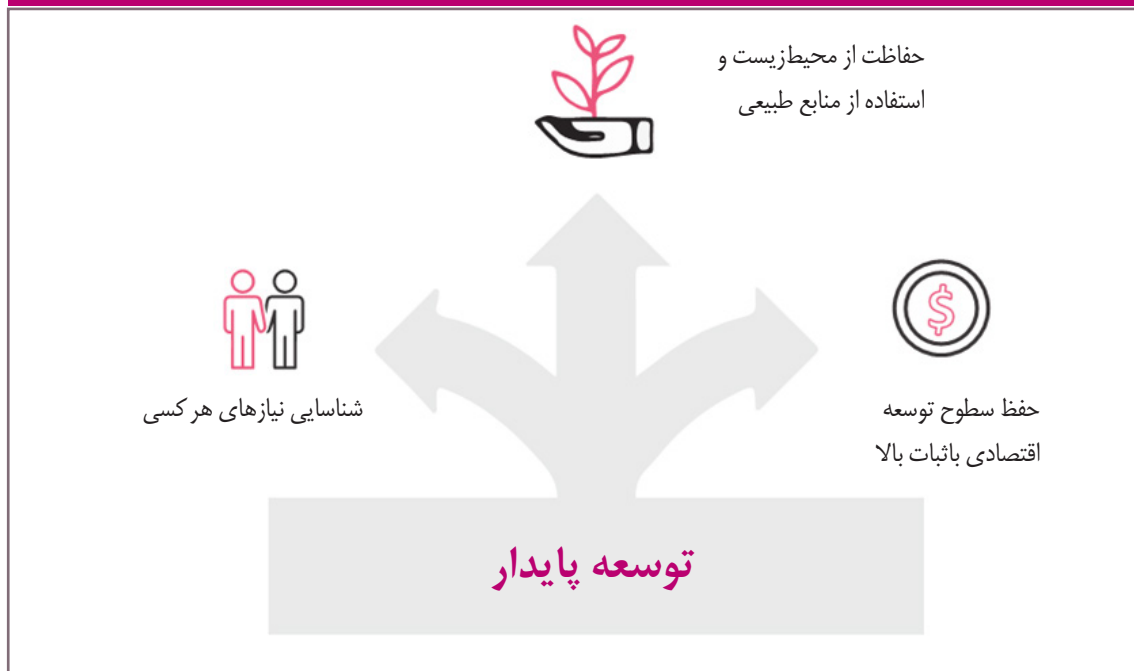 حفاظت از محیط‌زیست و
استفاده از منابع طبیعی
حفظ سطوح توسعه
اقتصادی باثبات بالا
شناسایی نیازهای هر کسی
توسعه پایدار